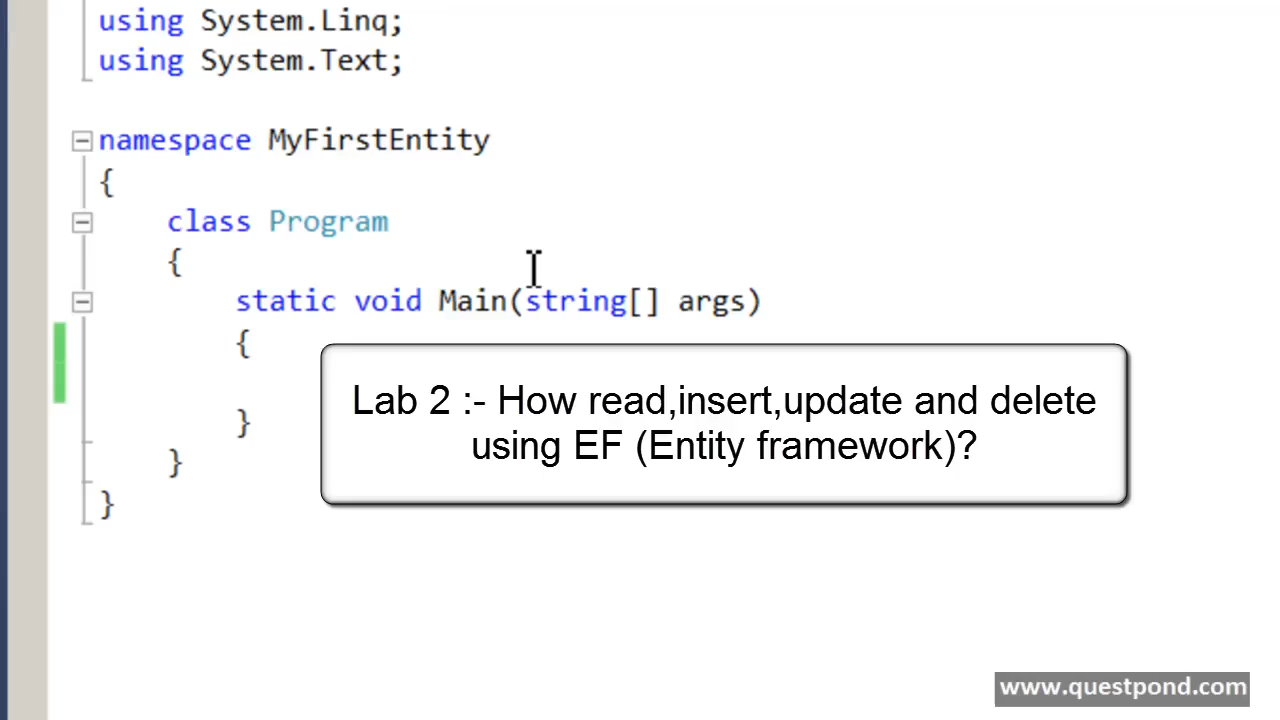 using System.Linq;
using System.Text;
namespace MyFirstEntity
{
class Program
{
static void Main(string[] args)
{
Lab 2 :- How read,insert,update and delete
using EF (Entity framework)?
}
}
}
www.questpond.com